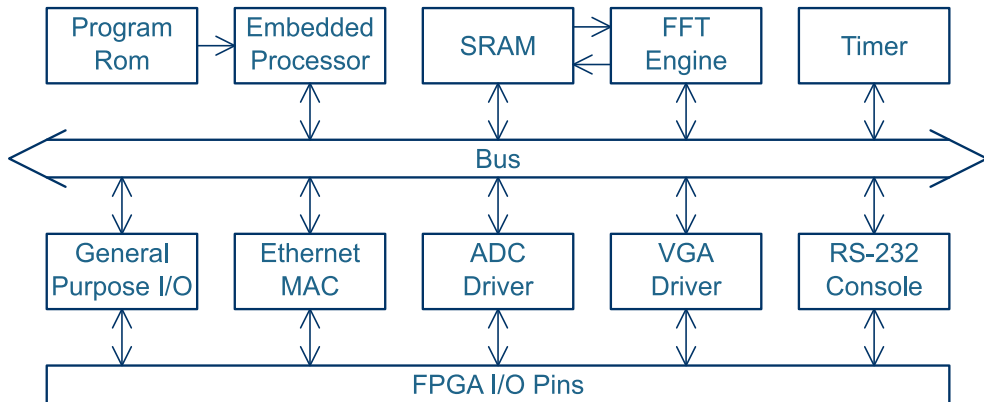 Program
Rom
Embedded
Processor
SRAM
FFT
Engine
Timer
Bus
General
Purpose I/O
Ethernet
MAC
ADC
Driver
VGA
Driver
RS-232
Console
FPGA I/O Pins